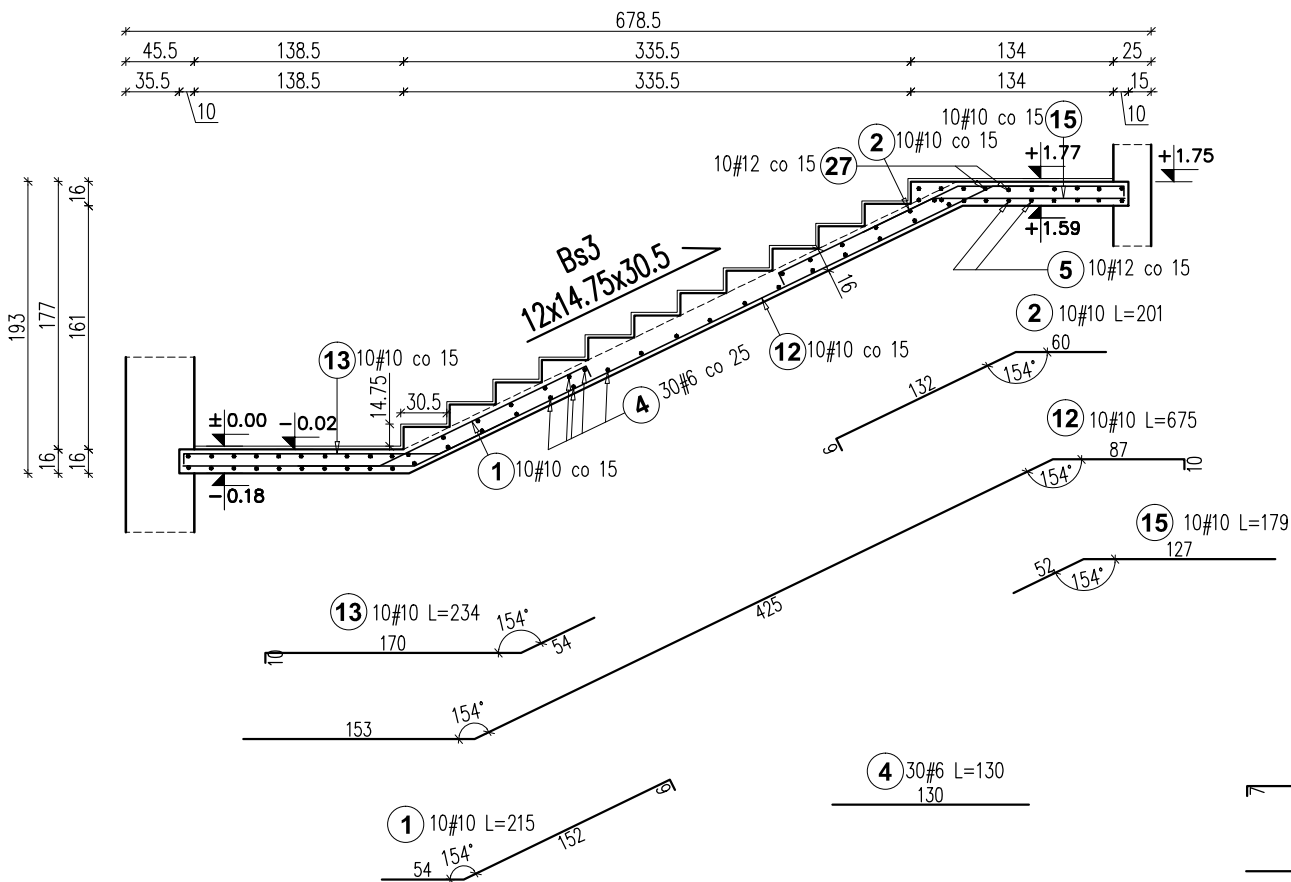 678.5
45.5 138.5 335.5 134 25
35.5 138.5 335.5 134 15
10 10
10#10 co 15 15
2 10#10 co 15
10#12 co 15 27
+1.77
+1.75
+1.59
5 10#12 co 15
193
177
16
161
16
16
Bs3
12x14.75x30.5
16
13 10#10 co 15
14.75
30.5
12 10#10 co 15
4 30#6 co 25
±0.00
-0.02
-0.18
1 10#10 co 15
2 10#10 L=201
60
132
154°
9
12 10#10 L=675
87
10
154°
425
154°
153
15 10#10 L=179
127
52
154°
13 10#10 L=234
170
154°
54
10
4 30#6 L=130
130
1 10#10 L=215
54
154°
152
9
7